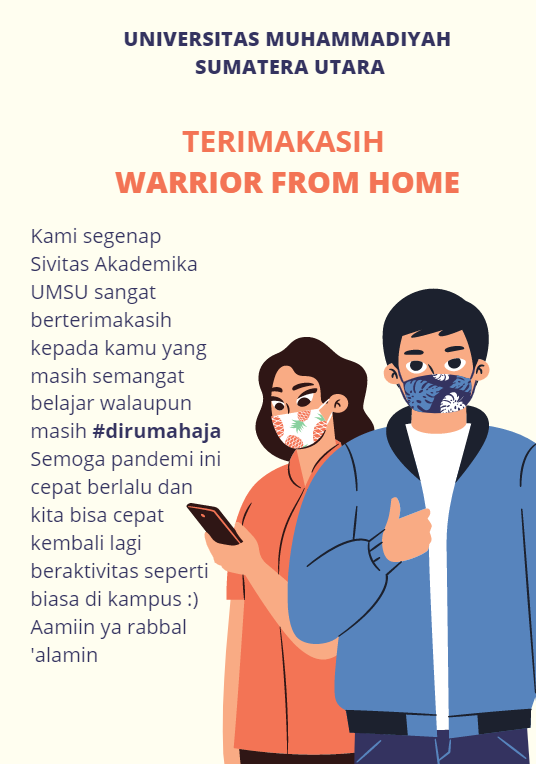 UNIVERSITAS MUHAMMADIYAH
SUMATERA UTARA
TERIMAKASIH
WARRIOR FROM HOME
Kami segenap
Sivitas Akademika
UMSU sangat
berterimakasih
kepada kamu yang
masih semangat
belajar walaupun
masih #dirumahaja
Semoga pandemi ini
cepat berlalu dan
kita bisa cepat
kembali lagi
beraktivitas seperti
biasa di kampus :)
Aamiin ya rabbal
'alamin